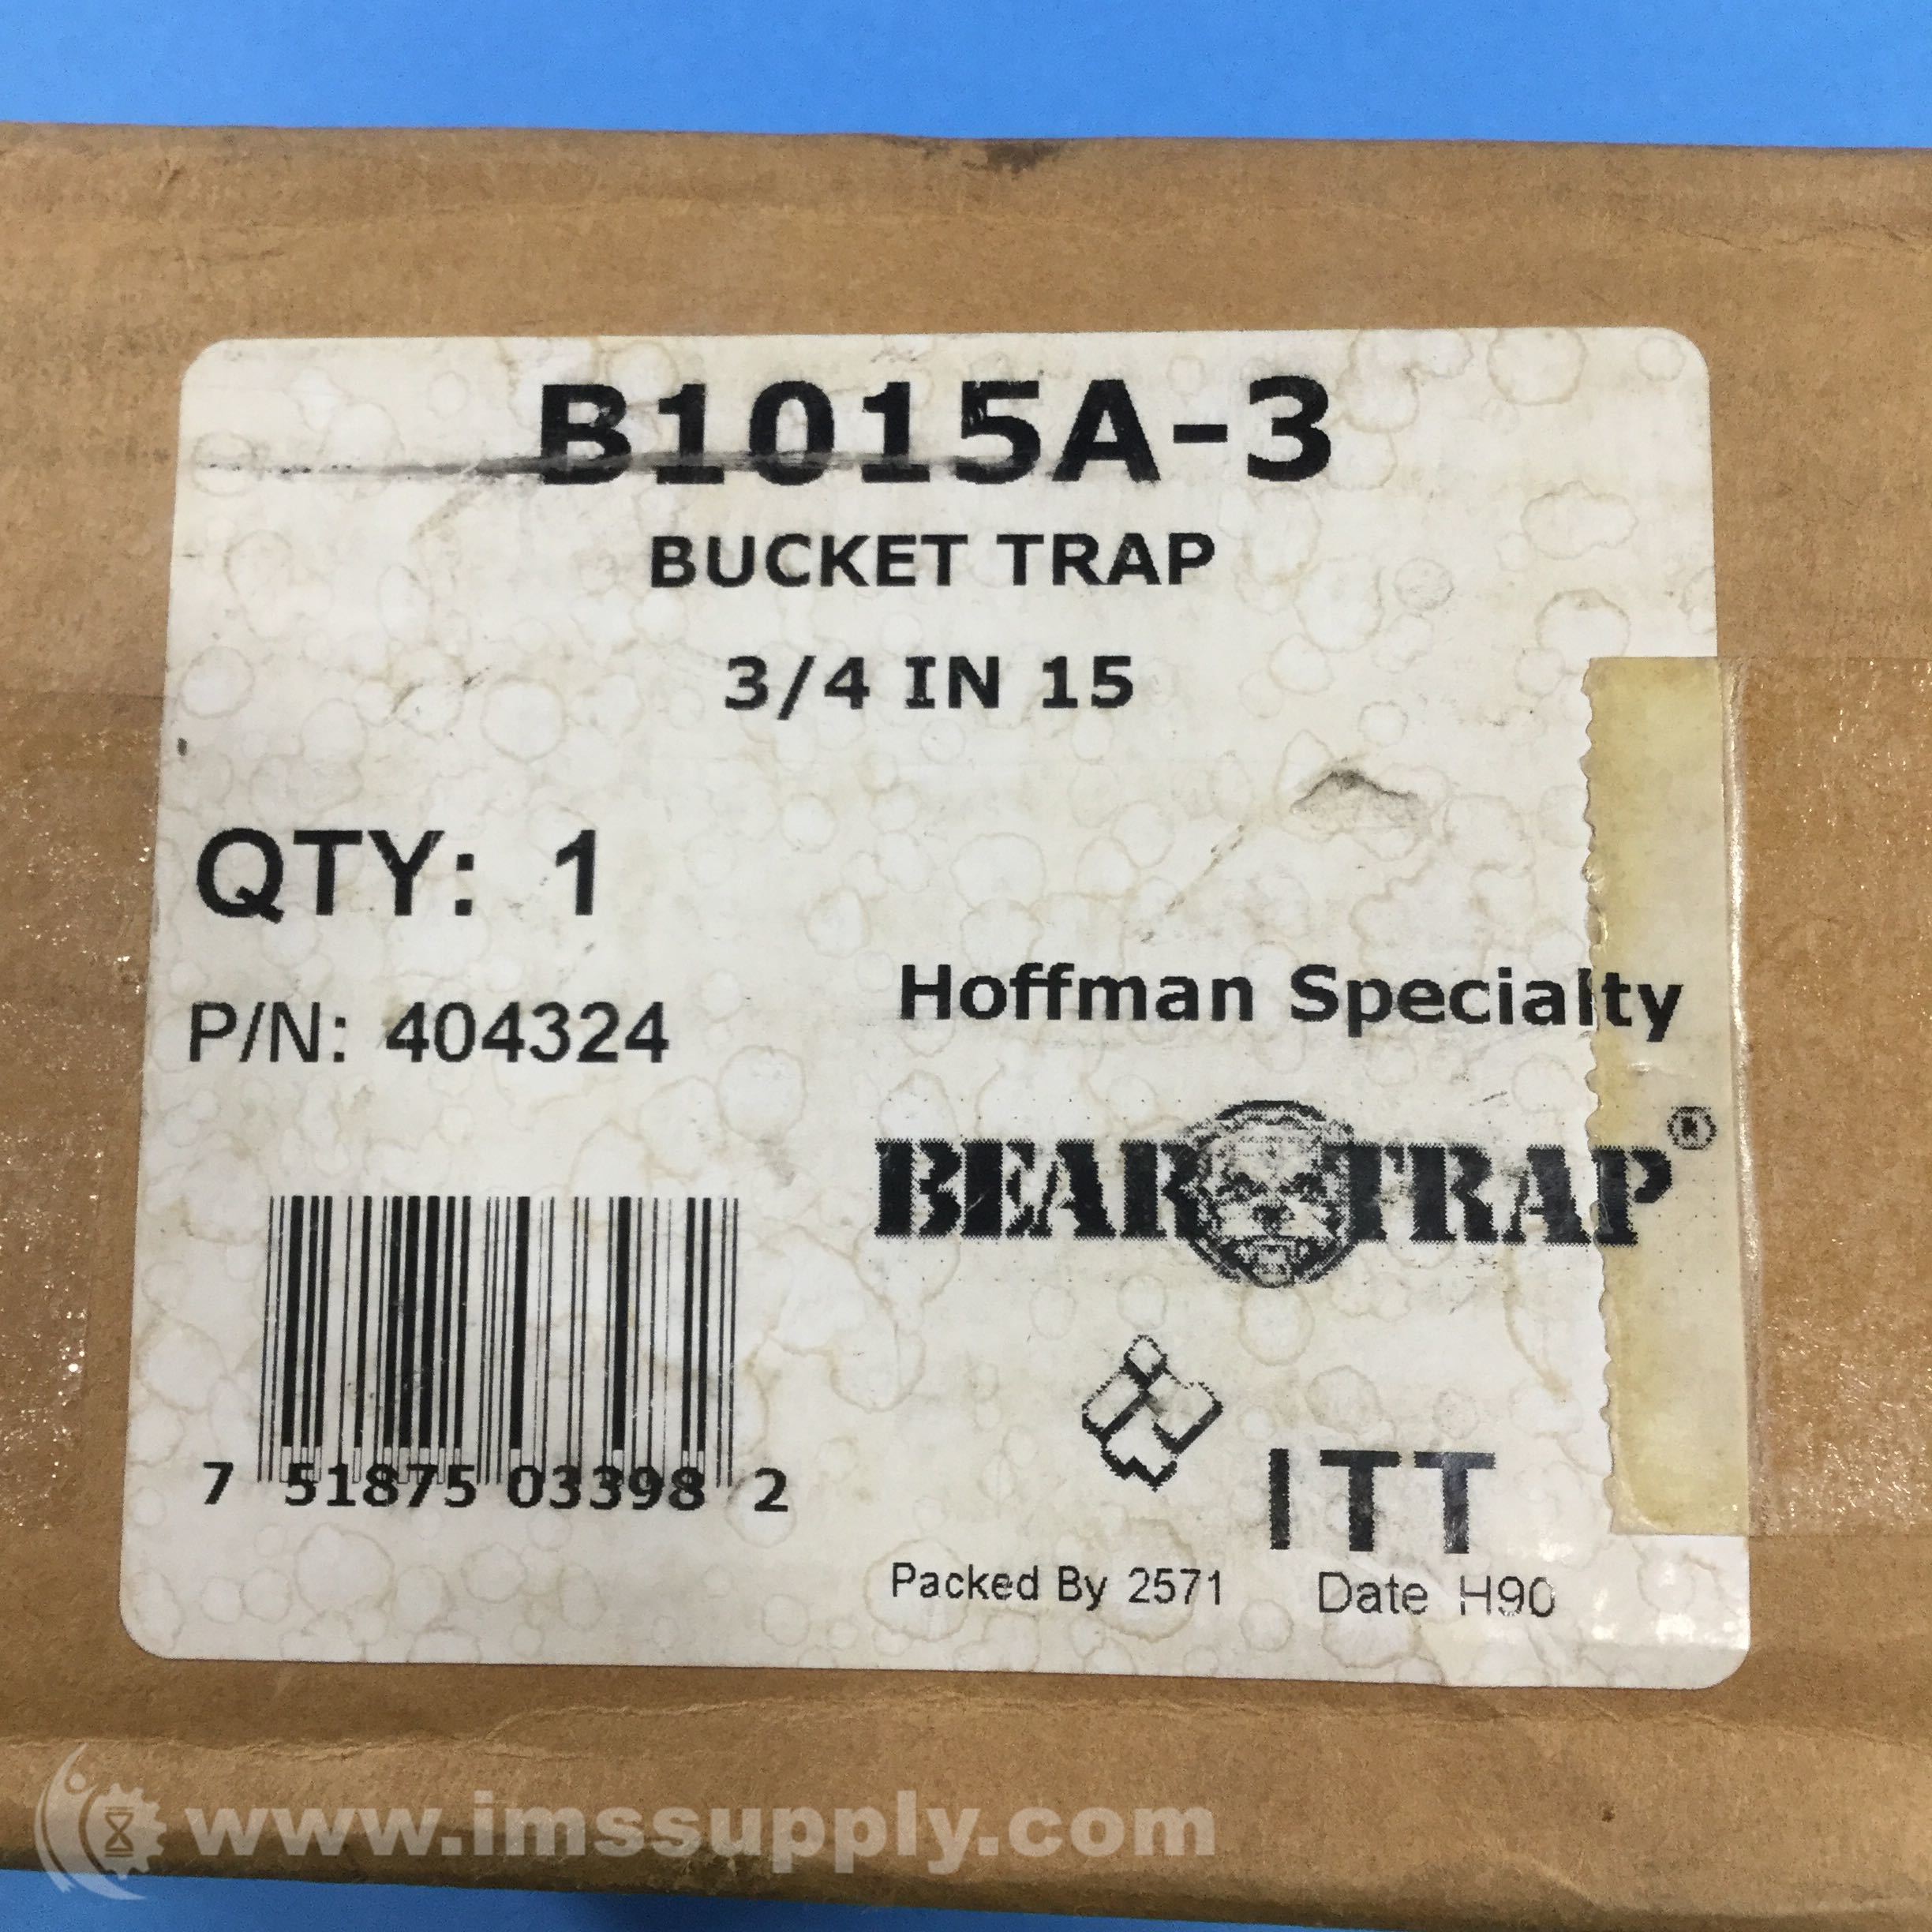 B1015A-3
BUCKET TRAP
3/4 IN 15
QTY: 1
P/N: 404324
Hoffman Specialty
BEAR TRAP®
7 51875 03398 2
ITT
Packed By 2571 Date H90
www.imssupply.com